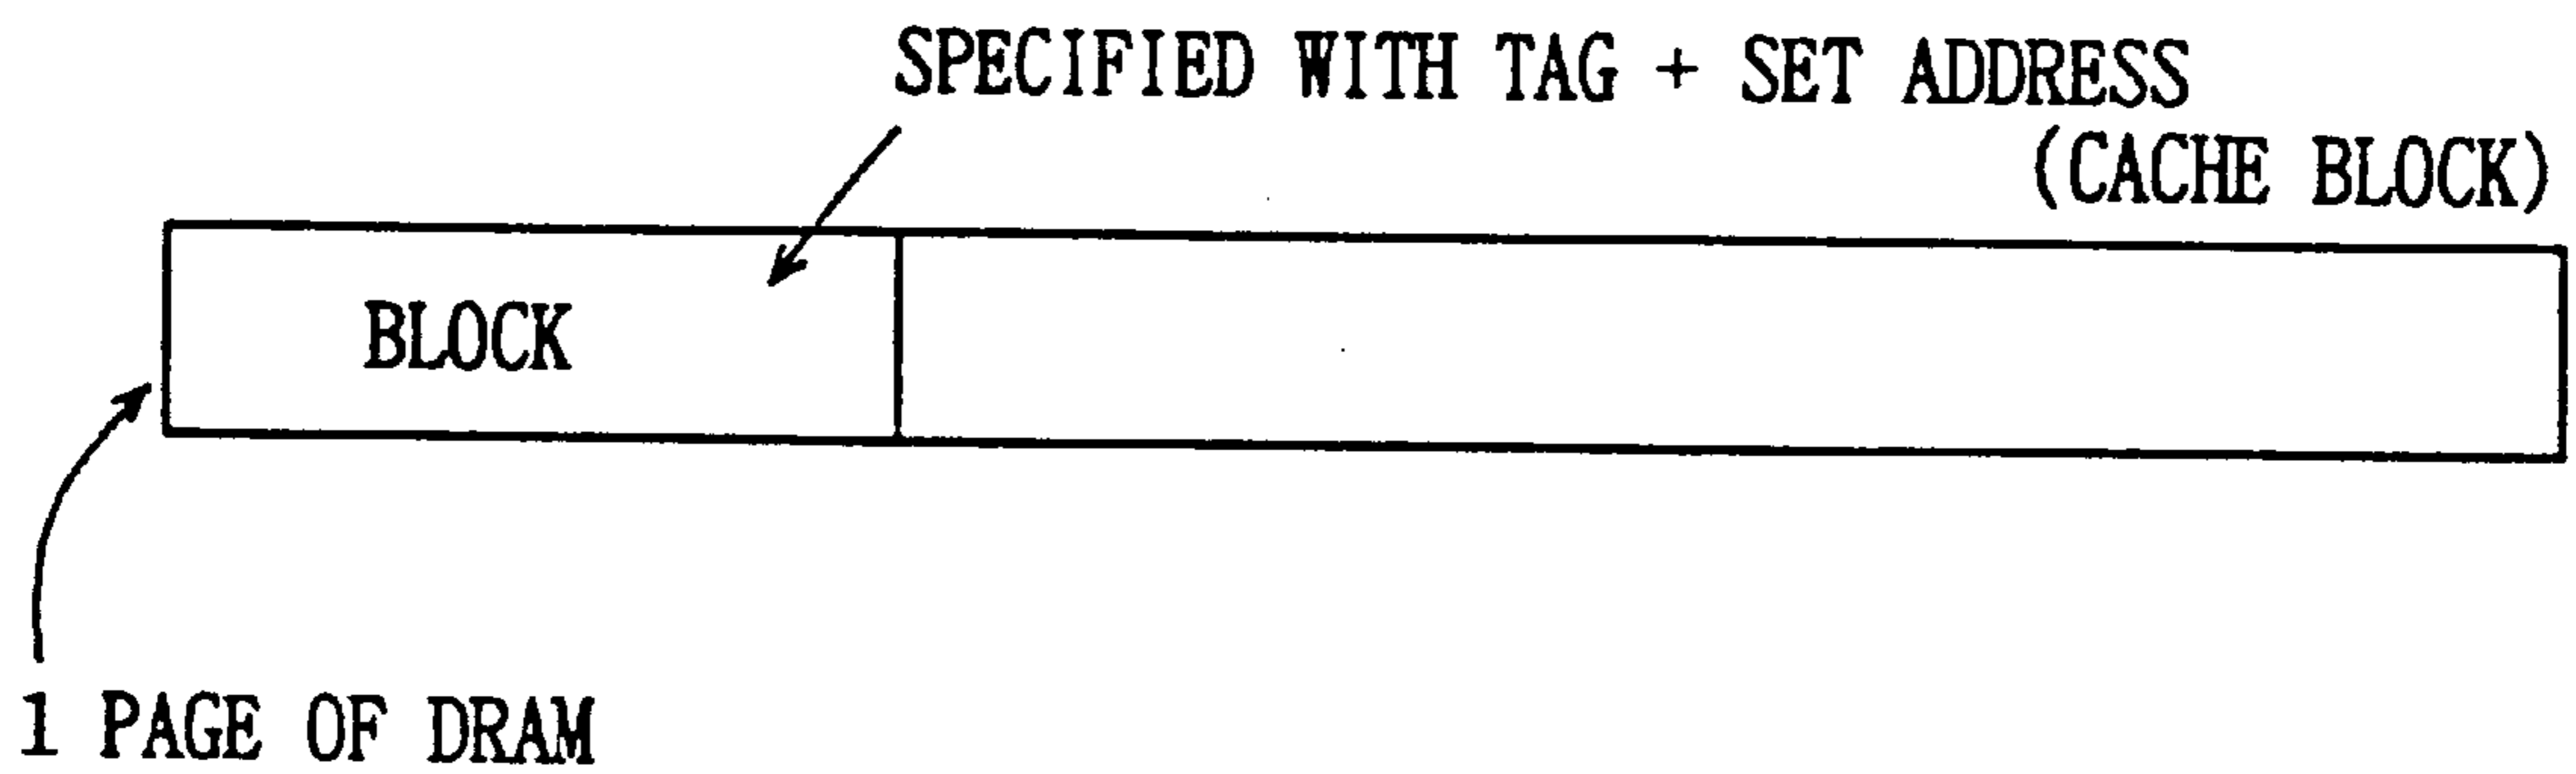 SPECIFIED WITH TAG + SET ADDRESS
(CACHE BLOCK)
BLOCK
1 PAGE OF DRAM